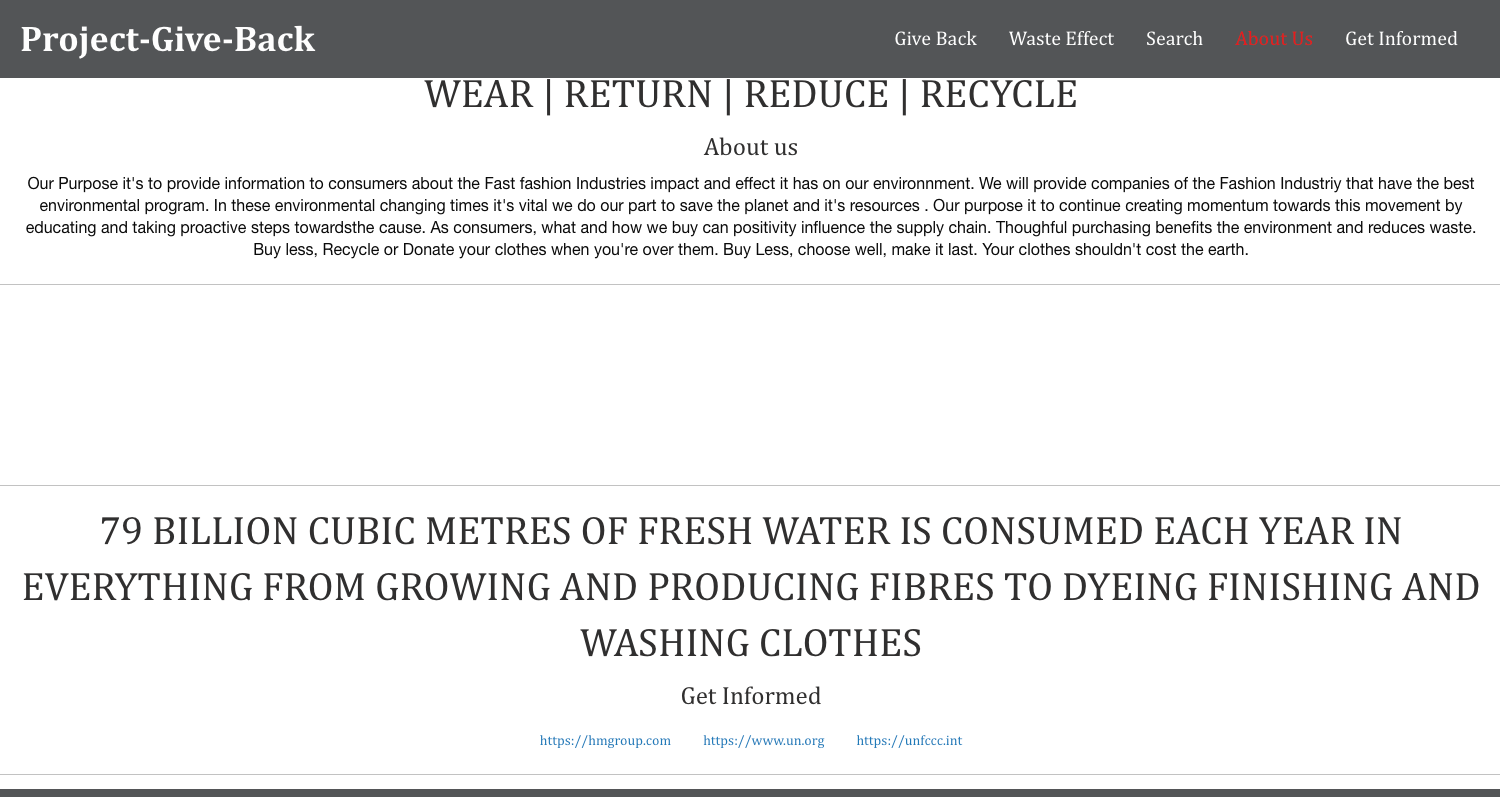 Project-Give-Back
Give Back Waste Effect Search About Us Get Informed
WEAR | RETURN | REDUCE | RECYCLE
About us
Our Purpose it's to provide information to consumers about the Fast fashion Industries impact and effect it has on our environnment. We will provide companies of the Fashion Industriy that have the best
environmental program. In these environmental changing times it's vital we do our part to save the planet and it's resources . Our purpose it to continue creating momentum towards this movement by
educating and taking proactive steps towardsthe cause. As consumers, what and how we buy can positivity influence the supply chain. Thoughful purchasing benefits the environment and reduces waste.
Buy less, Recycle or Donate your clothes when you're over them. Buy Less, choose well, make it last. Your clothes shouldn't cost the earth.
79 BILLION CUBIC METRES OF FRESH WATER IS CONSUMED EACH YEAR IN
EVERYTHING FROM GROWING AND PRODUCING FIBRES TO DYEING FINISHING AND
WASHING CLOTHES
Get Informed
https://hmgroup.com https://www.un.org https://unfccc.int